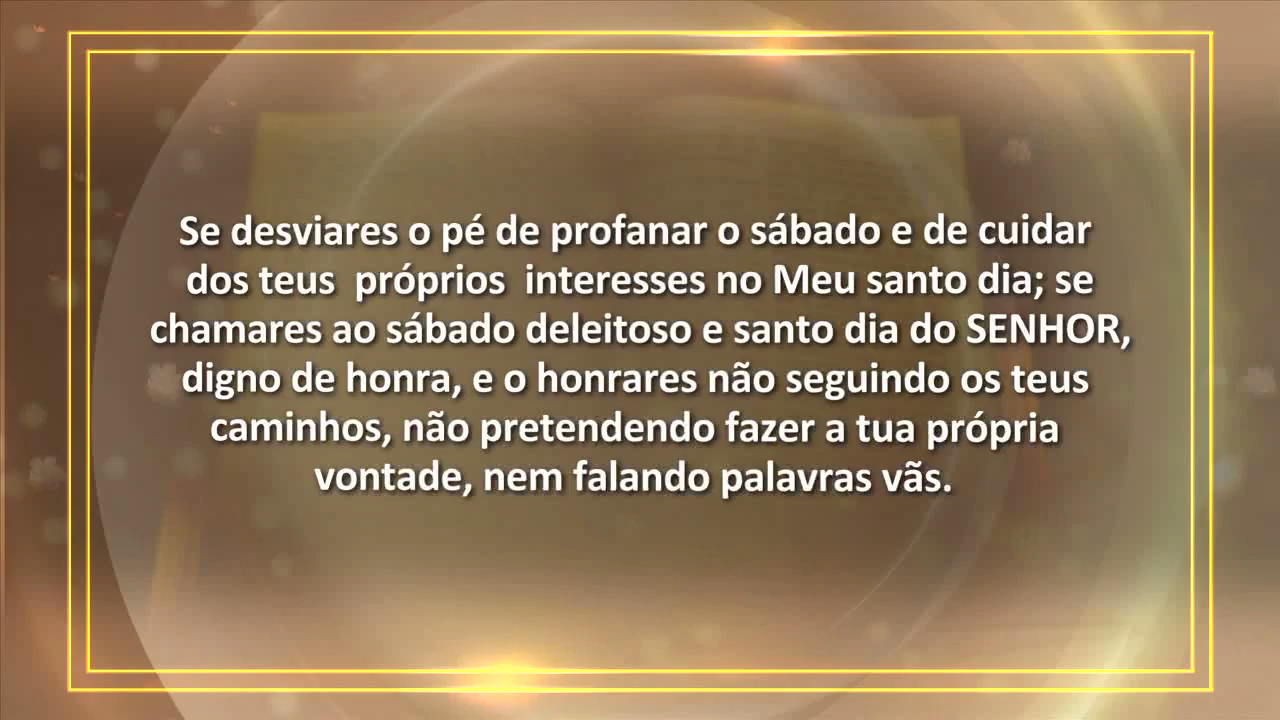 Se desviares o pé de profanar o sábado e de cuidar
dos teus próprios interesses no Meu santo dia; se
chamares ao sábado deleitoso e santo dia do SENHOR,
digno de honra, e o honrares não seguindo os teus
caminhos, não pretendendo fazer a tua própria
vontade, nem falando palavras vãs.